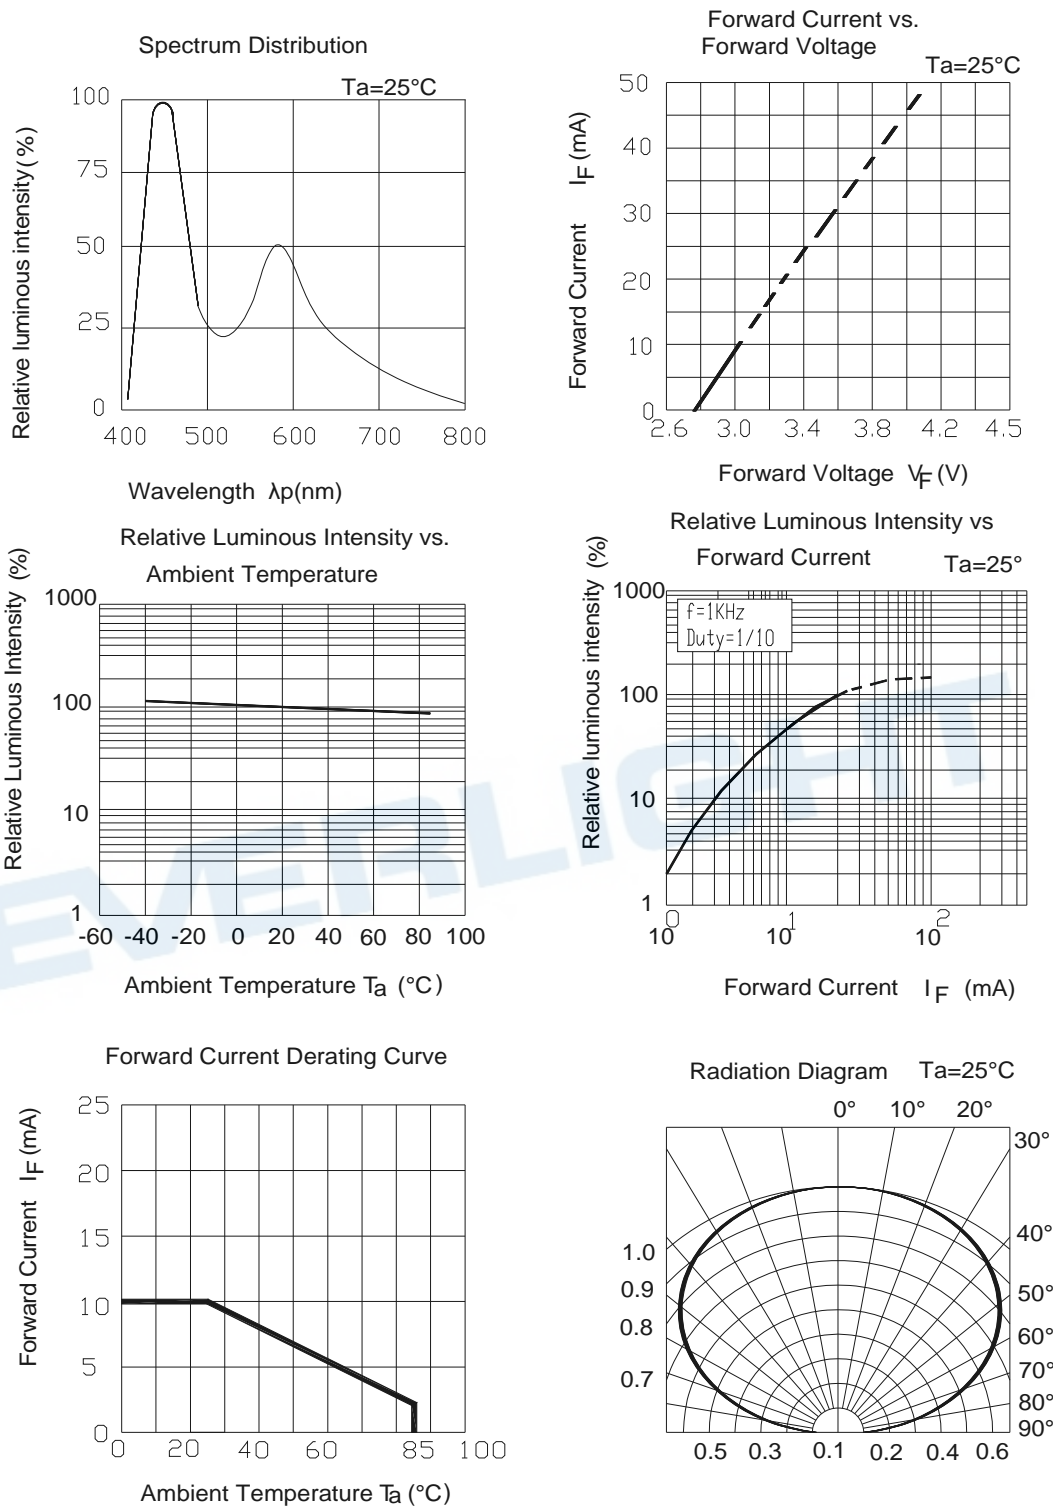 Spectrum Distribution
Ta=25°C
Relative luminous intensity(%)
100
75
50
25
0
400 500 600 700 800
Wavelength λp(nm)
Forward Current vs.
Forward Voltage
Ta=25°C
Forward Current IF(mA)
50
40
30
20
10
0
2.6 3.0 3.4 3.8 4.2 4.5
Forward Voltage VF(V)
Relative Luminous Intensity vs.
Ambient Temperature
Relative Luminous Intensity (%)
1000
100
10
1
-60 -40 -20 0 20 40 60 80 100
Ambient Temperature Ta (°C)
Relative Luminous Intensity vs
Forward Current
Ta=25°
Relative luminous intensity (%)
f=1KHz
Duty=1/10
1000
100
10
1
10⁰ 10¹ 10²
Forward Current IF (mA)
EVERLIGHT
Forward Current Derating Curve
Forward Current IF(mA)
25
20
15
10
5
0
0 20 40 60 85 100
Ambient Temperature Ta (°C)
Radiation Diagram Ta=25°C
0° 10° 20°
30°
40°
50°
60°
70°
80°
90°
1.0
0.9
0.8
0.7
0.5 0.3 0.1 0.2 0.4 0.6